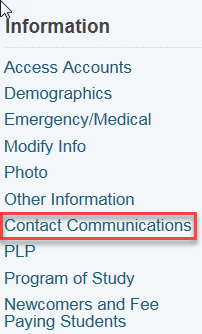 Information
Access Accounts
Demographics
Emergency/Medical
Modify Info
Photo
Other Information
Contact Communications
PLP
Program of Study
Newcomers and Fee
Paying Students